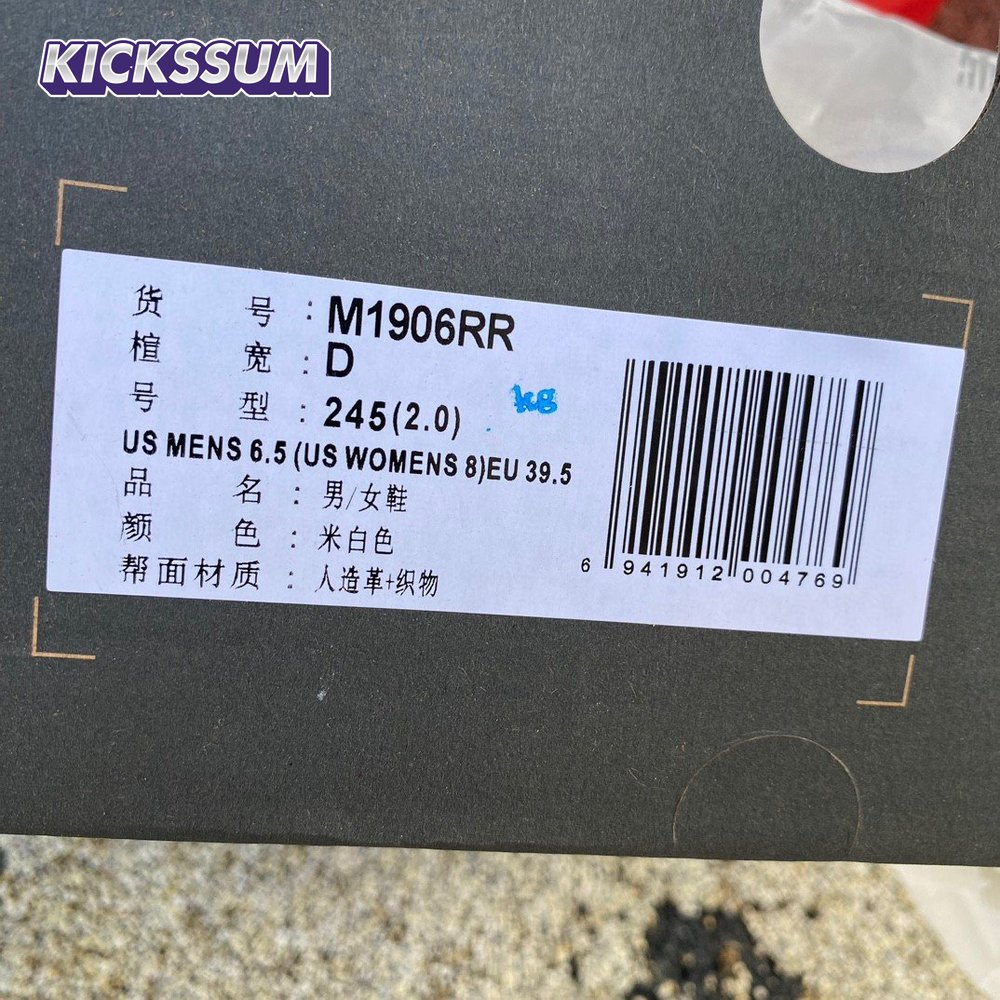 KICKSSUM
货 号 : M1906RR
楦 宽 : D
号 型 : 245(2.0)
US MENS 6.5 (US WOMENS 8)EU 39.5
品 名 : 男/女鞋
颜 色 : 米白色
帮面材质 : 人造革+织物
6 941912 004769